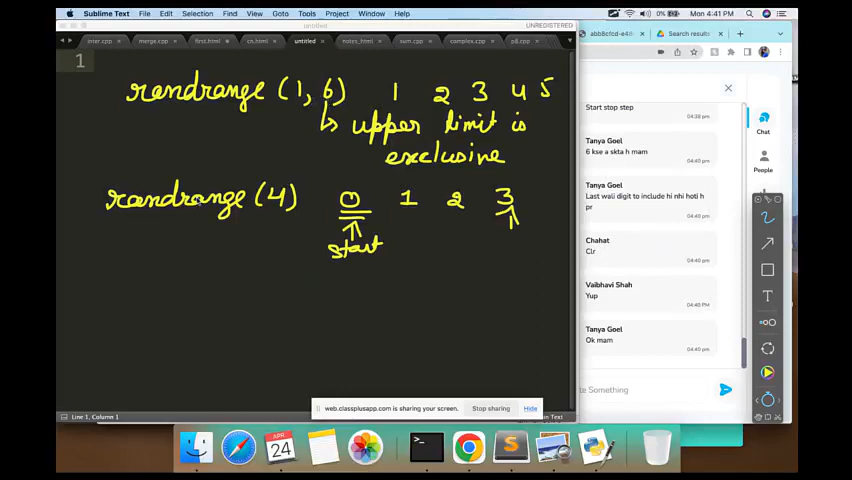 Sublime Text File Edit Selection Find View Goto Tools Project Window Help 0% Mon 4:41 PM
untitled UNREGISTERED
inter.cpp merge.cpp first.html cn.html untitled notes_html sum.cpp complex.cpp p8.cpp
abb8cfcd-e48 Search results
1
randrange (1, 6) 1 2 3 4 5
upper limit is
exclusive
randrange (4) 0 1 2 3
start
Start stop step
04:38 pm
Tanya Goel
6 kse a skta h mam
04:40 pm
Tanya Goel
Last wali digit to include hi nhi hoti h
pr
04:40 pm
Chahat
Clr
04:40 pm
Vaibhavi Shah
Yup
04:40 PM
Tanya Goel
Ok mam
04:40 pm
Chat
People
T
web.classplusapp.com is sharing your screen. Stop sharing Hide
Something
Line 1, Column 1
APR
24